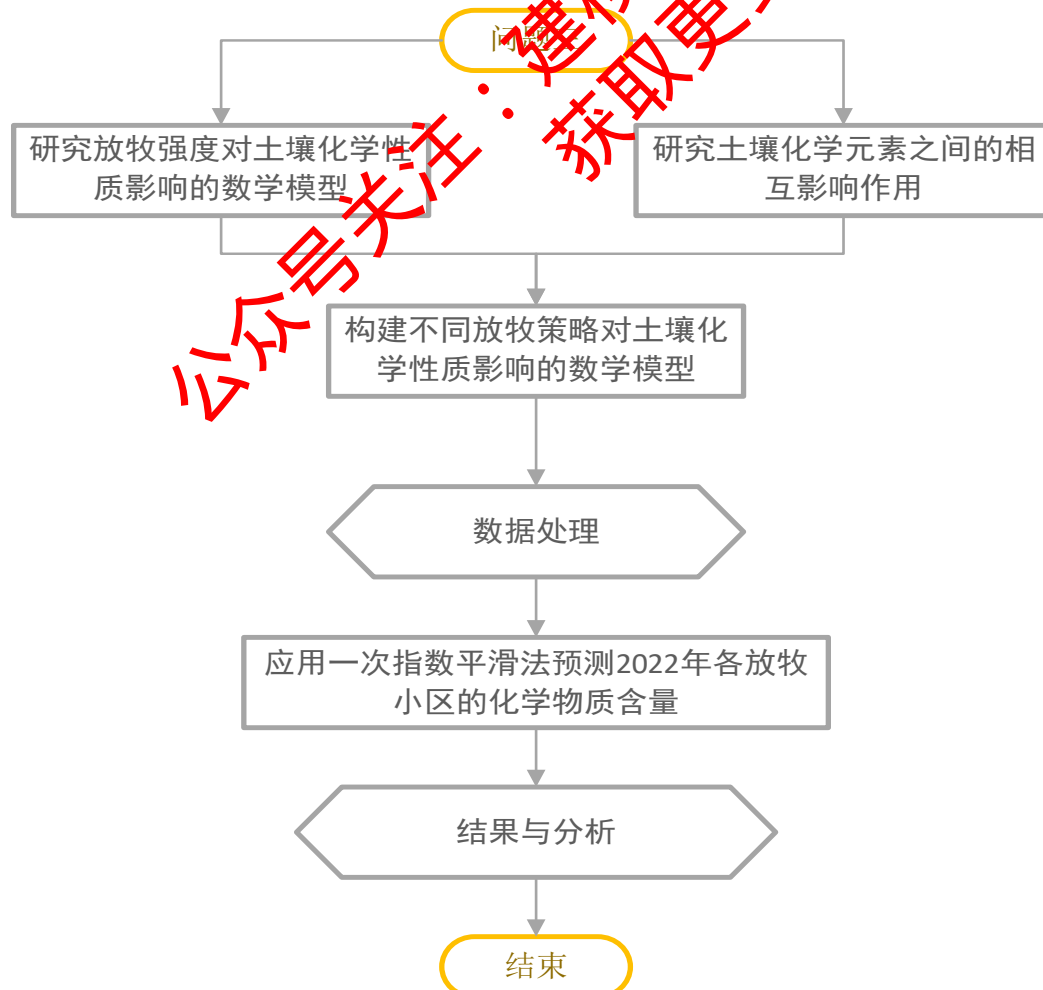 问题
研究放牧强度对土壤化学性
质影响的数学模型
研究土壤化学元素之间的相
互影响作用
构建不同放牧策略对土壤化
学性质影响的数学模型
数据处理
应用一次指数平滑法预测2022年各放牧
小区的化学物质含量
结果与分析
结束
公众号关注：建
获取更